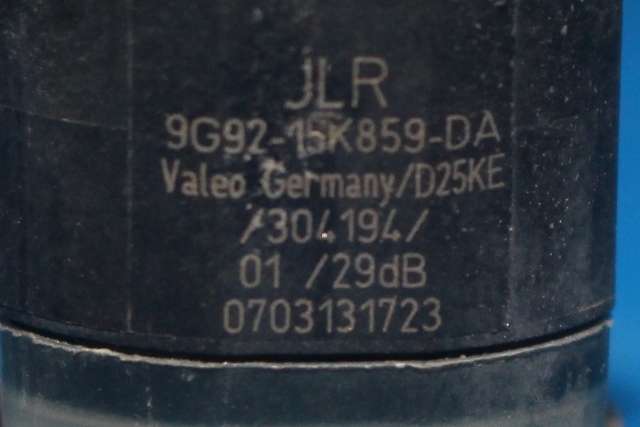 JLR
9G92-15K859-DA
Valeo Germany/D25KE
/304194/
01 /29dB
0703131723